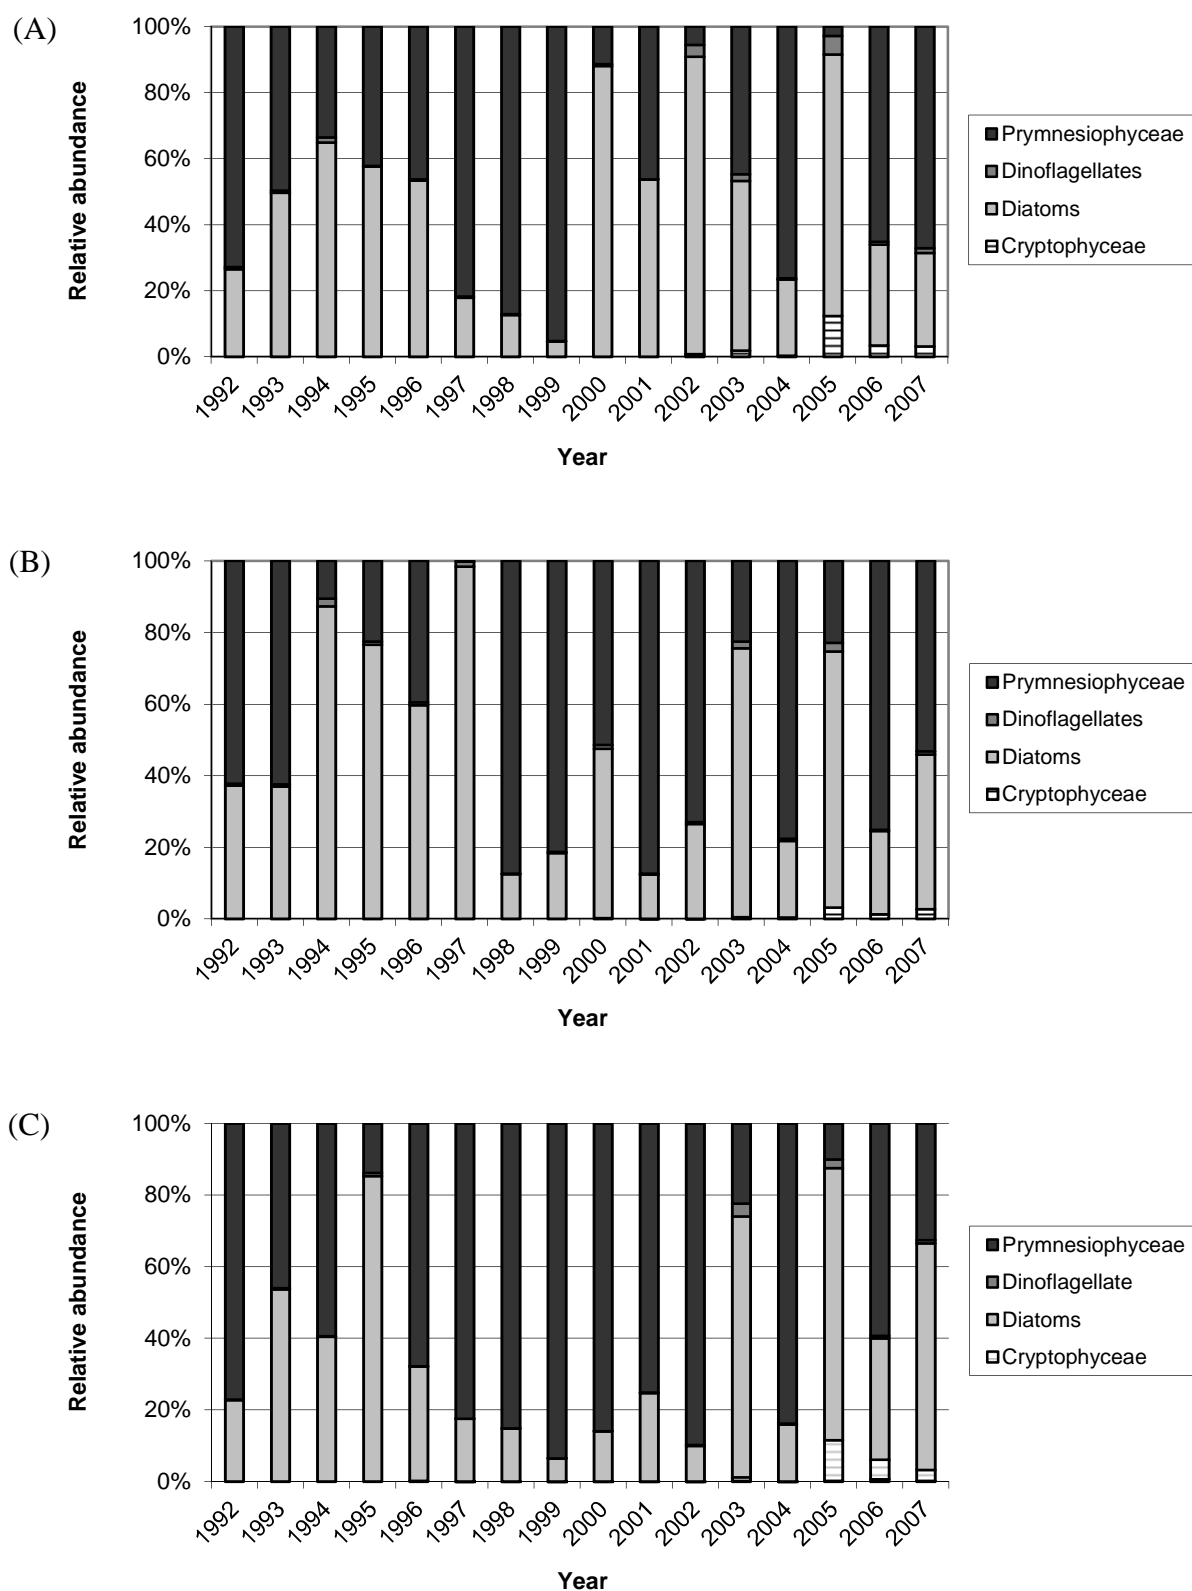 (A)
Relative abundance
100%
80%
60%
40%
20%
0%
1992 1993 1994 1995 1996 1997 1998 1999 2000 2001 2002 2003 2004 2005 2006 2007
Year
Prymnesiophyceae
Dinoflagellates
Diatoms
Cryptophyceae
(B)
Relative abundance
100%
80%
60%
40%
20%
0%
1992 1993 1994 1995 1996 1997 1998 1999 2000 2001 2002 2003 2004 2005 2006 2007
Year
Prymnesiophyceae
Dinoflagellates
Diatoms
Cryptophyceae
(C)
Relative abundance
100%
80%
60%
40%
20%
0%
1992 1993 1994 1995 1996 1997 1998 1999 2000 2001 2002 2003 2004 2005 2006 2007
Year
Prymnesiophyceae
Dinoflagellate
Diatoms
Cryptophyceae